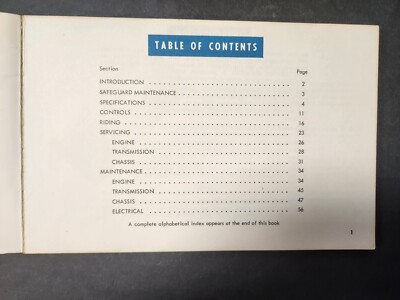 TABLE OF CONTENTS
Section Page
INTRODUCTION . . . . . . . . . . . . . . . . . . . . . . . 2
SAFEGUARD MAINTENANCE . . . . . . . . . . . . . . . . . . 3
SPECIFICATIONS . . . . . . . . . . . . . . . . . . . . . . 4
CONTROLS . . . . . . . . . . . . . . . . . . . . . . . . . 11
RIDING . . . . . . . . . . . . . . . . . . . . . . . . . . 16
SERVICING . . . . . . . . . . . . . . . . . . . . . . . . 23
ENGINE . . . . . . . . . . . . . . . . . . . . . . . . 26
TRANSMISSION . . . . . . . . . . . . . . . . . . . . . 28
CHASSIS . . . . . . . . . . . . . . . . . . . . . . . 31
MAINTENANCE . . . . . . . . . . . . . . . . . . . . . . . 34
ENGINE . . . . . . . . . . . . . . . . . . . . . . . . 34
TRANSMISSION . . . . . . . . . . . . . . . . . . . . . 45
CHASSIS . . . . . . . . . . . . . . . . . . . . . . . 47
ELECTRICAL . . . . . . . . . . . . . . . . . . . . . . 56
A complete alphabetical index appears at the end of this book
1